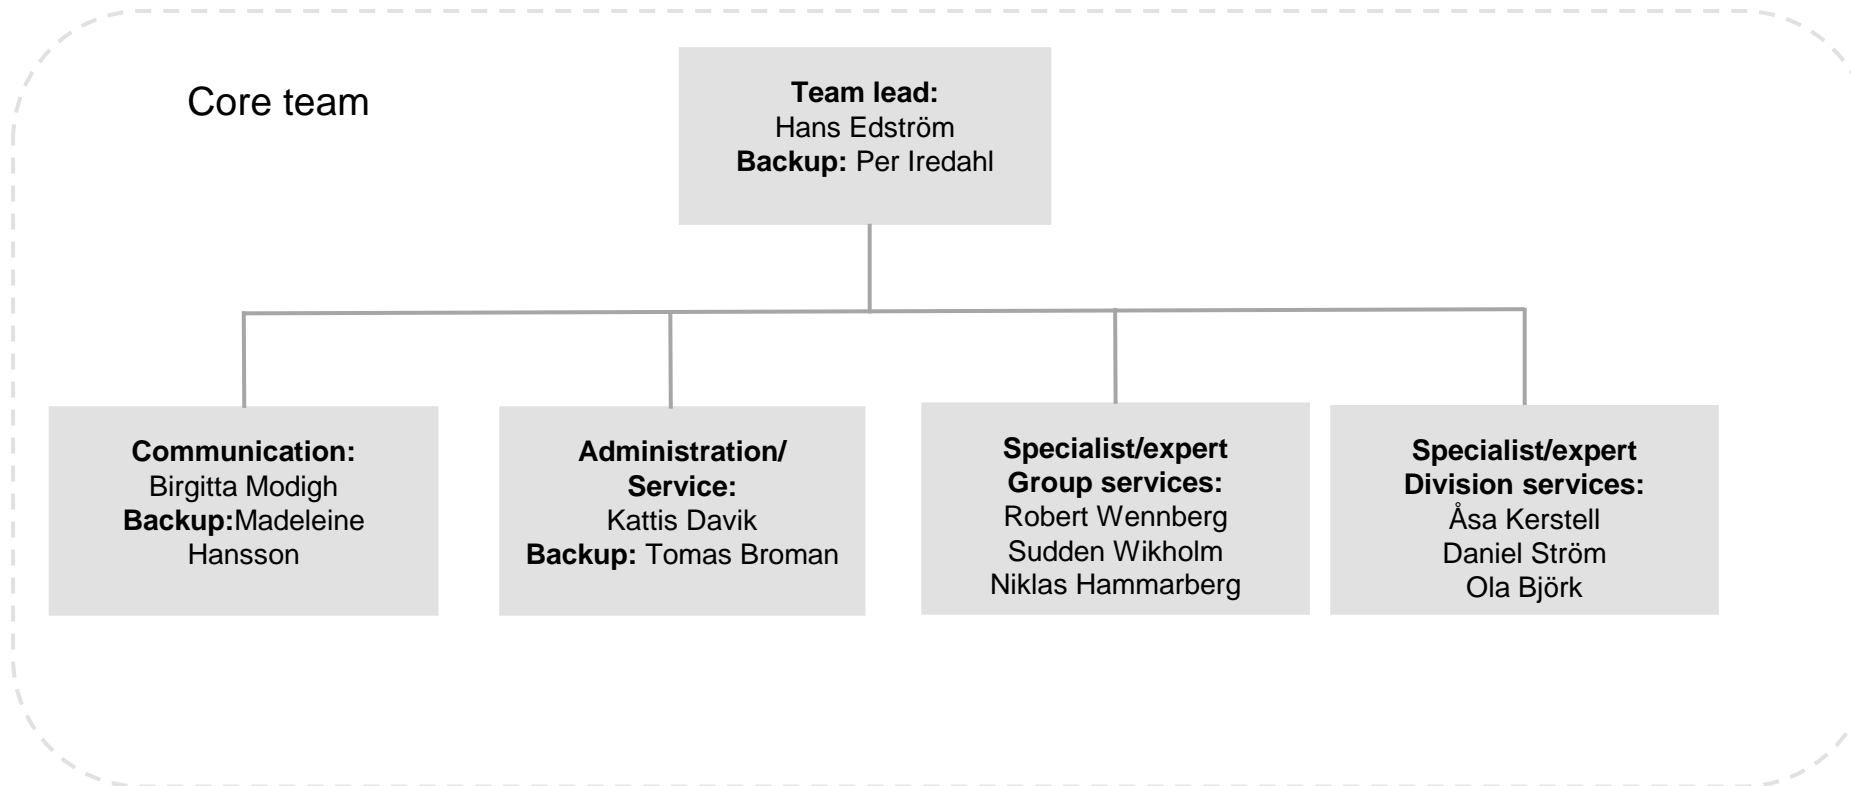 Core team
Team lead:
Hans Edström
Backup: Per Iredahl
Communication:
Birgitta Modigh
Backup:Madeleine
Hansson
Administration/
Service:
Kattis Davik
Backup: Tomas Broman
Specialist/expert
Group services:
Robert Wennberg
Sudden Wikholm
Niklas Hammarberg
Specialist/expert
Division services:
Åsa Kerstell
Daniel Ström
Ola Björk